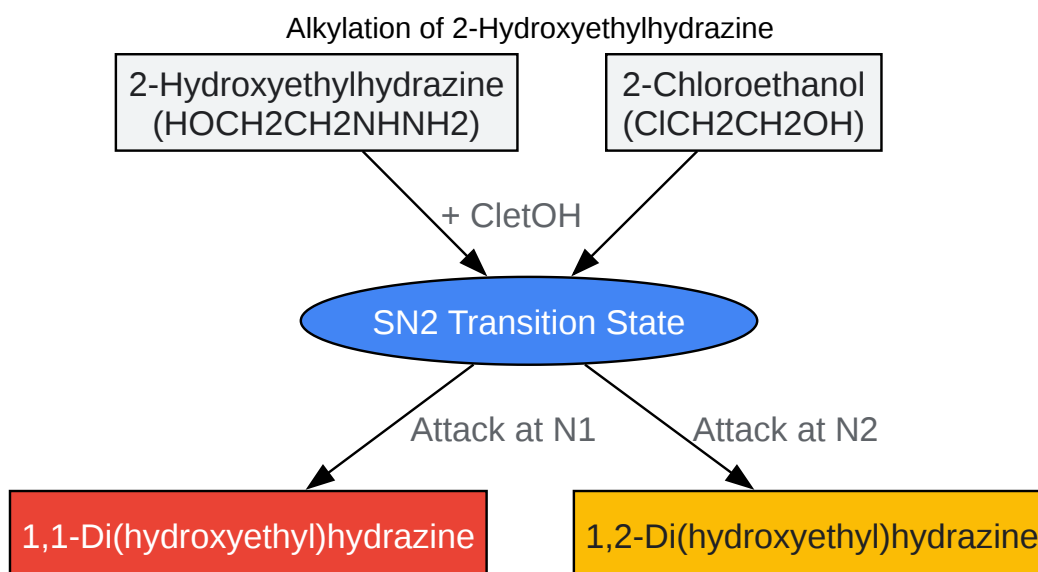 Alkylation of 2-Hydroxyethylhydrazine
2-Hydroxyethylhydrazine
(HOCH2CH2NHNH2)
2-Chloroethanol
(ClCH2CH2OH)
+ CletOH
SN2 Transition State
Attack at N1
Attack at N2
1,1-Di(hydroxyethyl)hydrazine
1,2-Di(hydroxyethyl)hydrazine